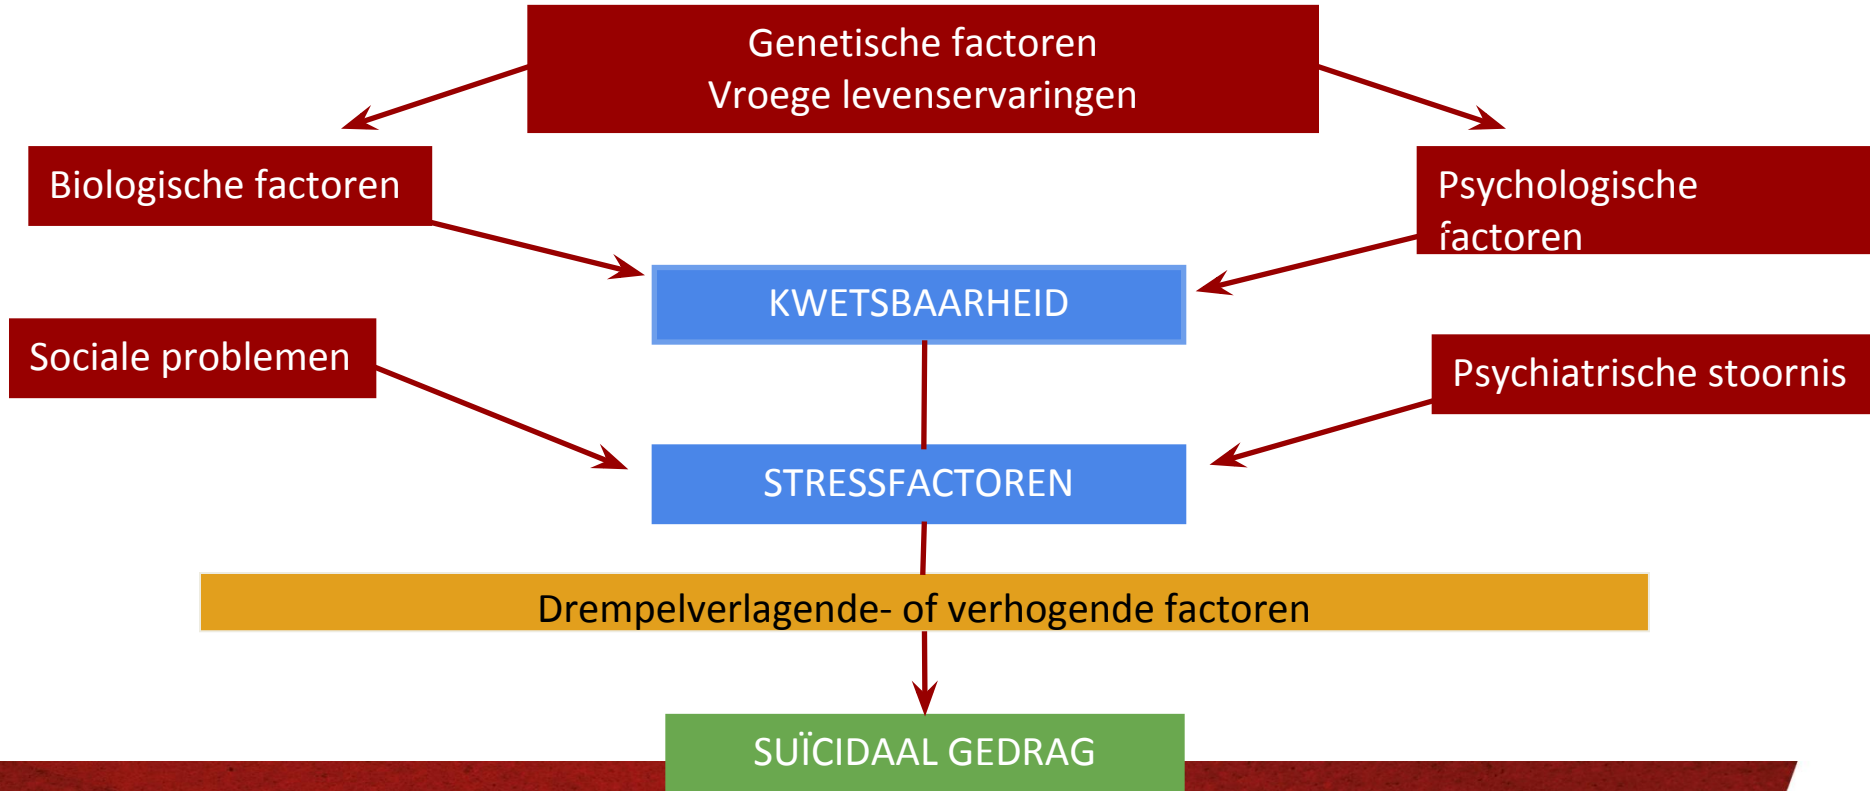 Genetische factoren
Vroege levenservaringen
Biologische factoren
Psychologische
factoren
KWETSBAARHEID
Sociale problemen
Psychiatrische stoornis
STRESSFACTOREN
Drempelverlagende- of verhogende factoren
SUÏCIDAAL GEDRAG